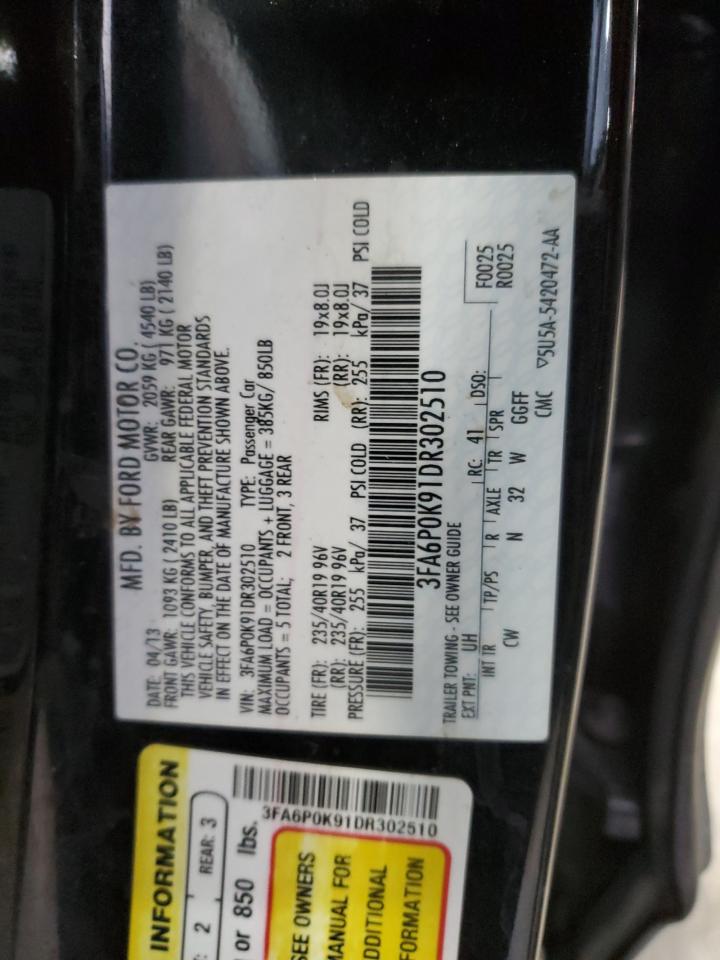 MFD. BY FORD MOTOR CO.
DATE: 04/13 GVWR: 2059 KG ( 4540 LB)
FRONT GAWR: 1093 KG ( 2410 LB) REAR GAWR: 971 KG ( 2140 LB)
THIS VEHICLE CONFORMS TO ALL APPLICABLE FEDERAL MOTOR
VEHICLE SAFETY, BUMPER, AND THEFT PREVENTION STANDARDS
IN EFFECT ON THE DATE OF MANUFACTURE SHOWN ABOVE.
VIN: 3FA6P0K91DR302510 TYPE: Passenger Car
MAXIMUM LOAD = OCCUPANTS + LUGGAGE = 385KG/ 850LB
OCCUPANTS = 5 TOTAL; 2 FRONT, 3 REAR
TIRE (FR): 235/40R19 96V RIMS (FR): 19x8.0J
(RR): 235/40R19 96V (RR): 19x8.0J
PRESSURE (FR): 255 kPa/ 37 PSI COLD (RR): 255 kPa/ 37 PSI COLD
3FA6P0K91DR302510
TRAILER TOWING - SEE OWNER GUIDE
F0025
R0025
EXT PNT: UH RC: 41 DSO:
INT TR TP/PS R AXLE TR SPR
CW N 32 W GGFF
CMC ▽5U5A-5420472-AA
INFORMATION
: 2 REAR: 3
or 850 lbs.
3FA6P0K91DR302510
SEE OWNERS
MANUAL FOR
ADDITIONAL
FORMATION